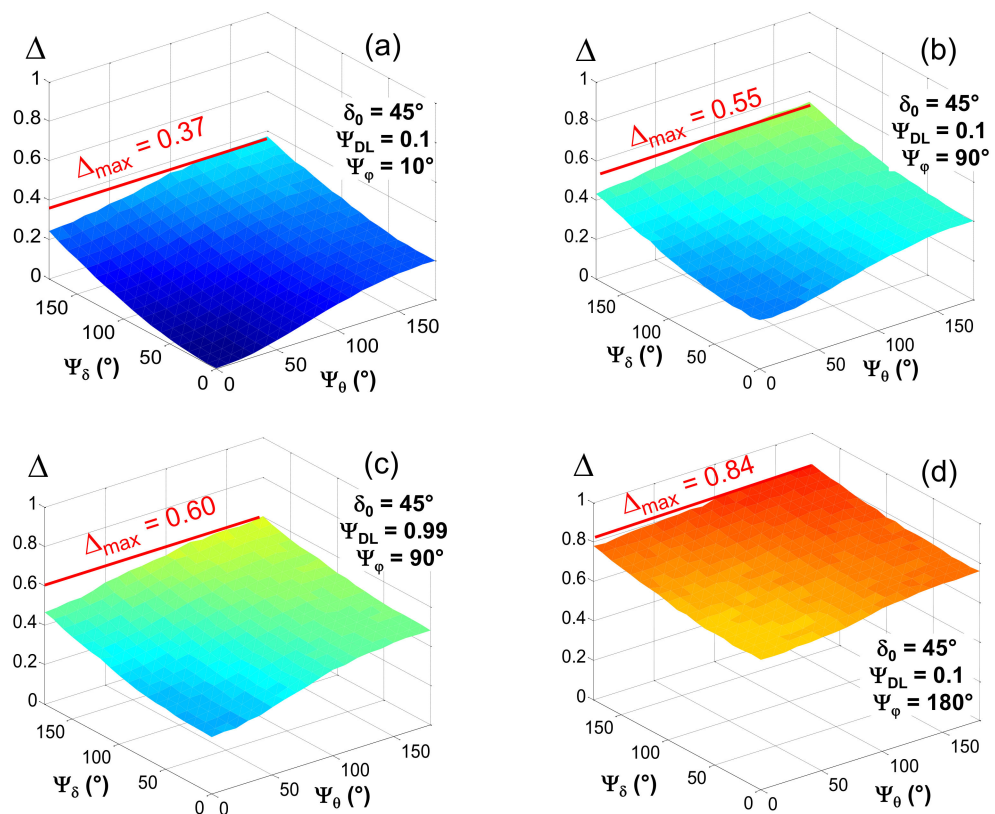 (a)
Δ
1
0.8
0.6
0.4
0.2
0
Δmax = 0.37
δ0 = 45°
ΨDL = 0.1
Ψφ = 10°
150
100
50
0
Ψδ (°)
0
50
100
150
Ψθ (°)
(b)
Δ
1
0.8
0.6
0.4
0.2
0
Δmax = 0.55
δ0 = 45°
ΨDL = 0.1
Ψφ = 90°
150
100
50
0
Ψδ (°)
0
50
100
150
Ψθ (°)
(c)
Δ
1
0.8
0.6
0.4
0.2
0
Δmax = 0.60
δ0 = 45°
ΨDL = 0.99
Ψφ = 90°
150
100
50
0
Ψδ (°)
0
50
100
150
Ψθ (°)
(d)
Δ
1
0.8
0.6
0.4
0.2
0
Δmax = 0.84
δ0 = 45°
ΨDL = 0.1
Ψφ = 180°
150
100
50
0
Ψδ (°)
0
50
100
150
Ψθ (°)